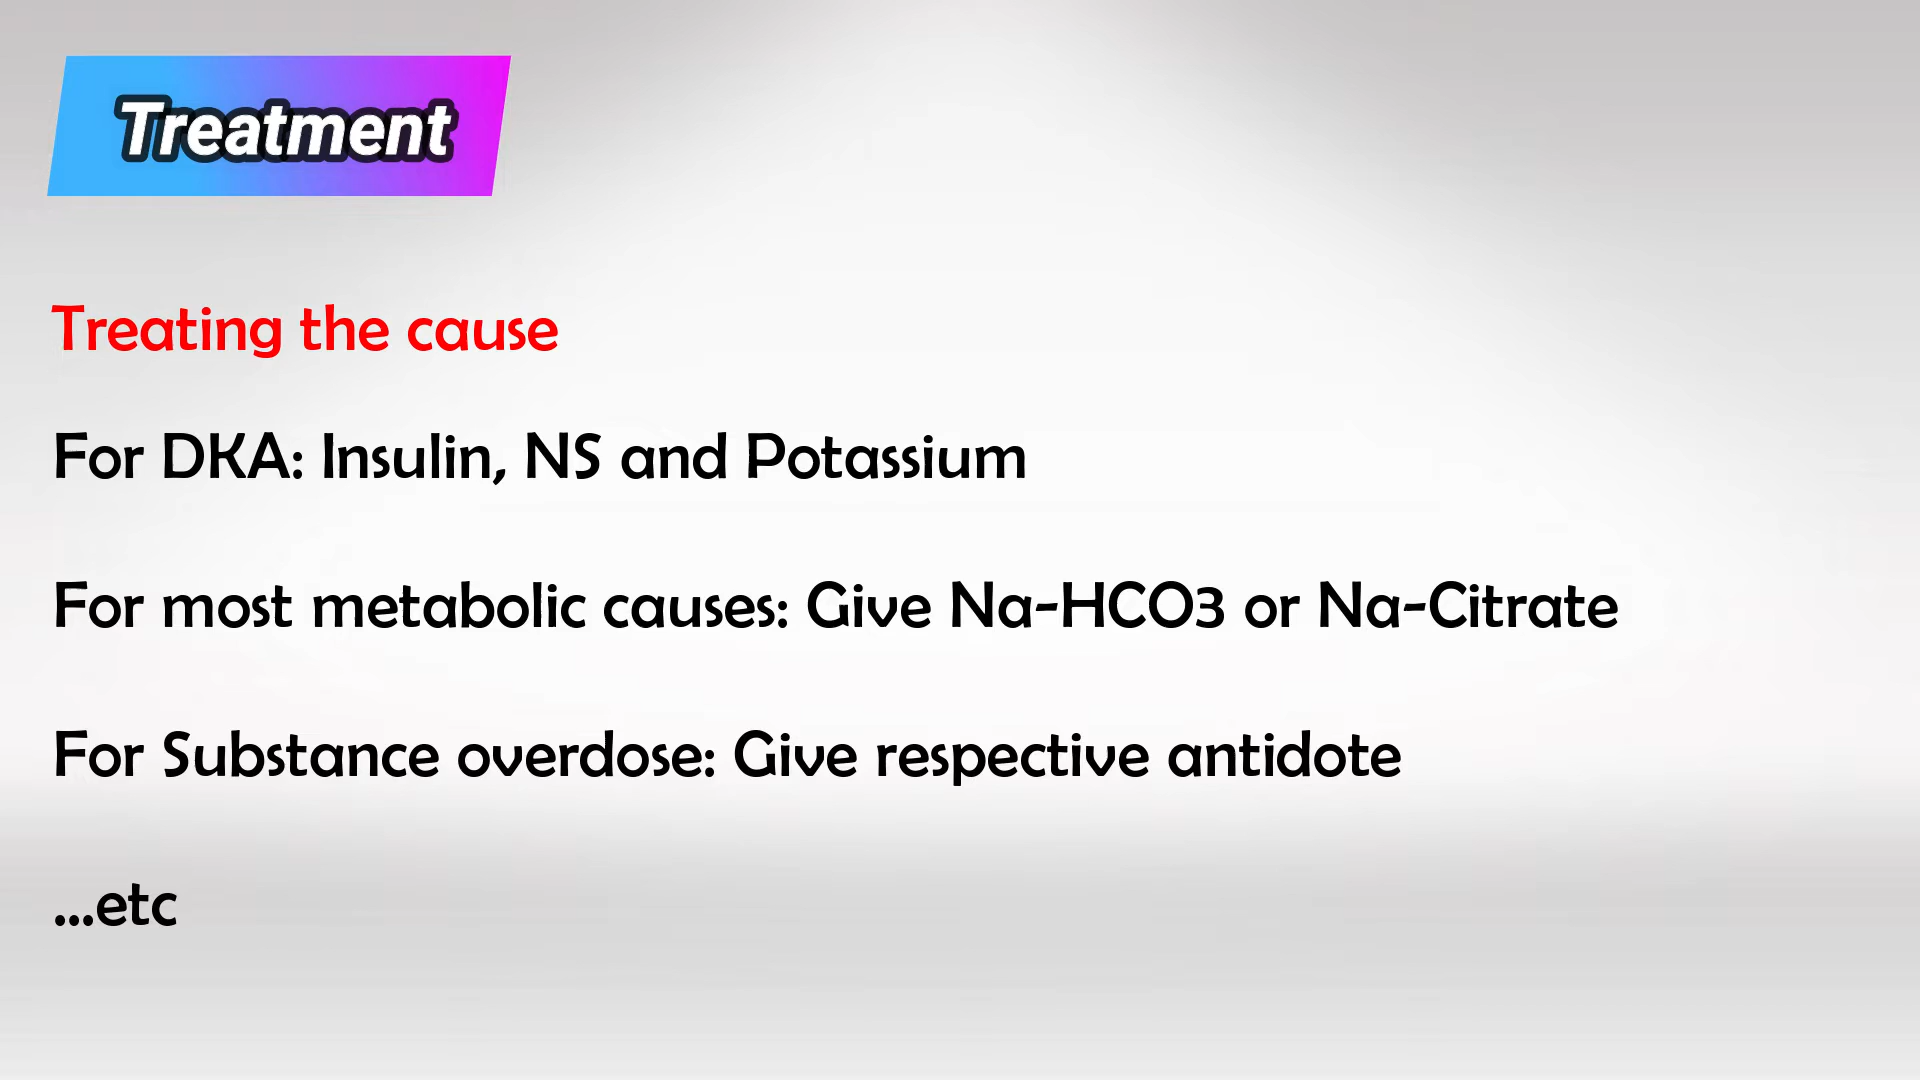 Treatment
Treating the cause
For DKA: Insulin, NS and Potassium
For most metabolic causes: Give Na-HCO3 or Na-Citrate
For Substance overdose: Give respective antidote
...etc